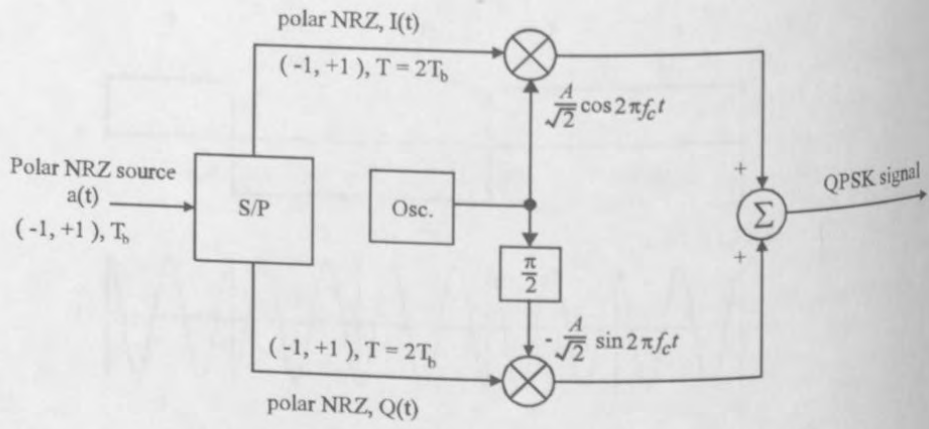 polar NRZ, I(t)
( -1, +1 ), T = 2T_b
A/√2 cos 2πf_c t
Polar NRZ source
a(t)
( -1, +1 ), T_b
S/P
Osc.
π/2
+
+
Σ
QPSK signal
- A/√2 sin 2πf_c t
( -1, +1 ), T = 2T_b
polar NRZ, Q(t)